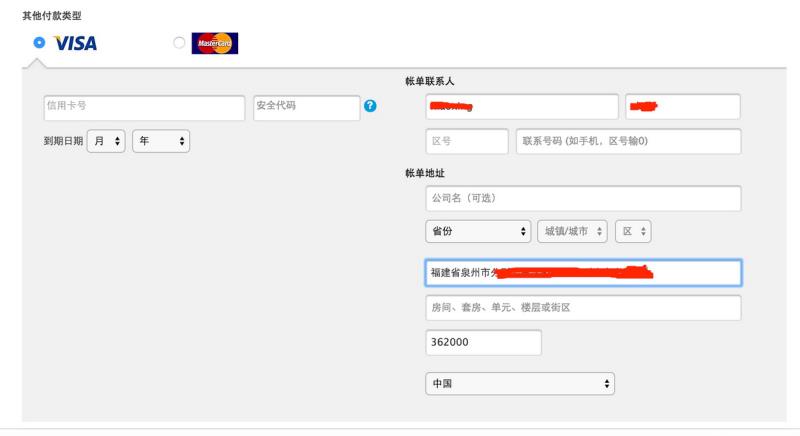 其他付款类型
VISA
MasterCard
信用卡号
安全代码
?
到期日期
月
年
帐单联系人
区号
联系号码 (如手机，区号输0)
帐单地址
公司名（可选）
省份
城镇/城市
区
福建省泉州市
房间、套房、单元、楼层或街区
362000
中国